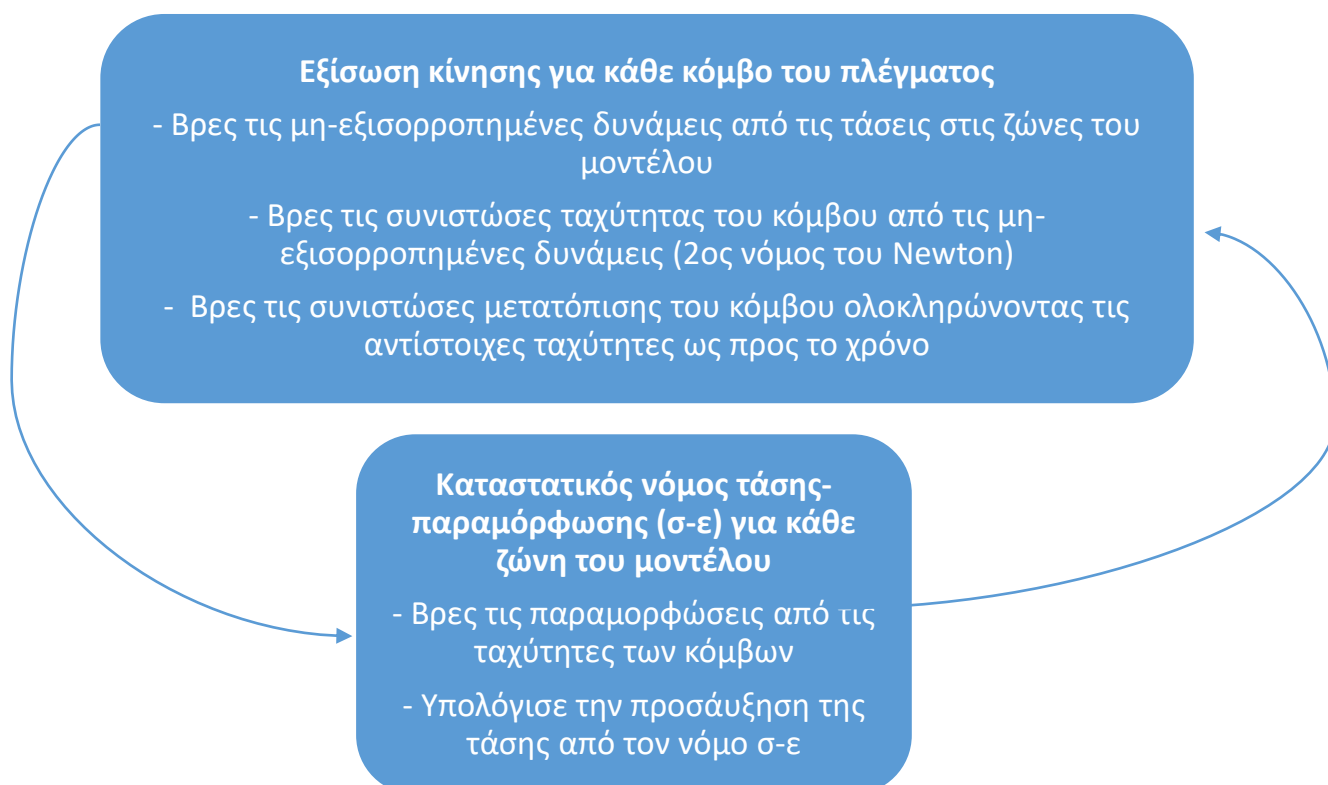 Εξίσωση κίνησης για κάθε κόμβο του πλέγματος
- Βρες τις μη-εξισορροπημένες δυνάμεις από τις τάσεις στις ζώνες του
μοντέλου
- Βρες τις συνιστώσες ταχύτητας του κόμβου από τις μη-
εξισορροπημένες δυνάμεις (2ος νόμος του Newton)
- Βρες τις συνιστώσες μετατόπισης του κόμβου ολοκληρώνοντας τις
αντίστοιχες ταχύτητες ως προς το χρόνο
Καταστατικός νόμος τάσης-
παραμόρφωσης (σ-ε) για κάθε
ζώνη του μοντέλου
- Βρες τις παραμορφώσεις από τις
ταχύτητες των κόμβων
- Υπολόγισε την προσάυξηση της
τάσης από τον νόμο σ-ε